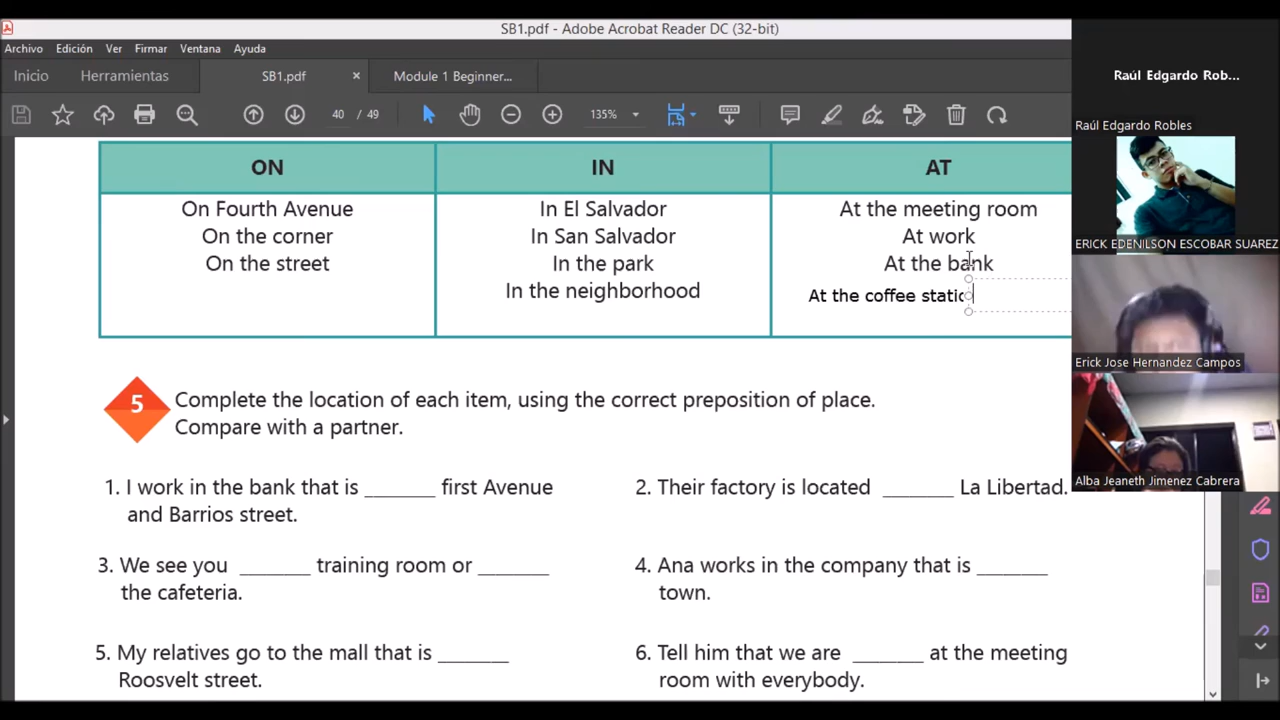 SB1.pdf - Adobe Acrobat Reader DC (32-bit)
Archivo Edición Ver Firmar Ventana Ayuda
Inicio Herramientas SB1.pdf × Module 1 Beginner...
40 / 49 135%
ON IN AT
On Fourth Avenue In El Salvador At the meeting room
On the corner In San Salvador At work
On the street In the park At the bank
In the neighborhood At the coffee static
5 Complete the location of each item, using the correct preposition of place.
Compare with a partner.
1. I work in the bank that is ________ first Avenue
and Barrios street.
2. Their factory is located ________ La Libertad.
3. We see you ________ training room or ________
the cafeteria.
4. Ana works in the company that is ________
town.
5. My relatives go to the mall that is ________
Roosvelt street.
6. Tell him that we are ________ at the meeting
room with everybody.
Raúl Edgardo Rob...
Raúl Edgardo Robles
ERICK EDENILSON ESCOBAR SUAREZ
Erick Jose Hernandez Campos
Alba Jeaneth Jimenez Cabrera